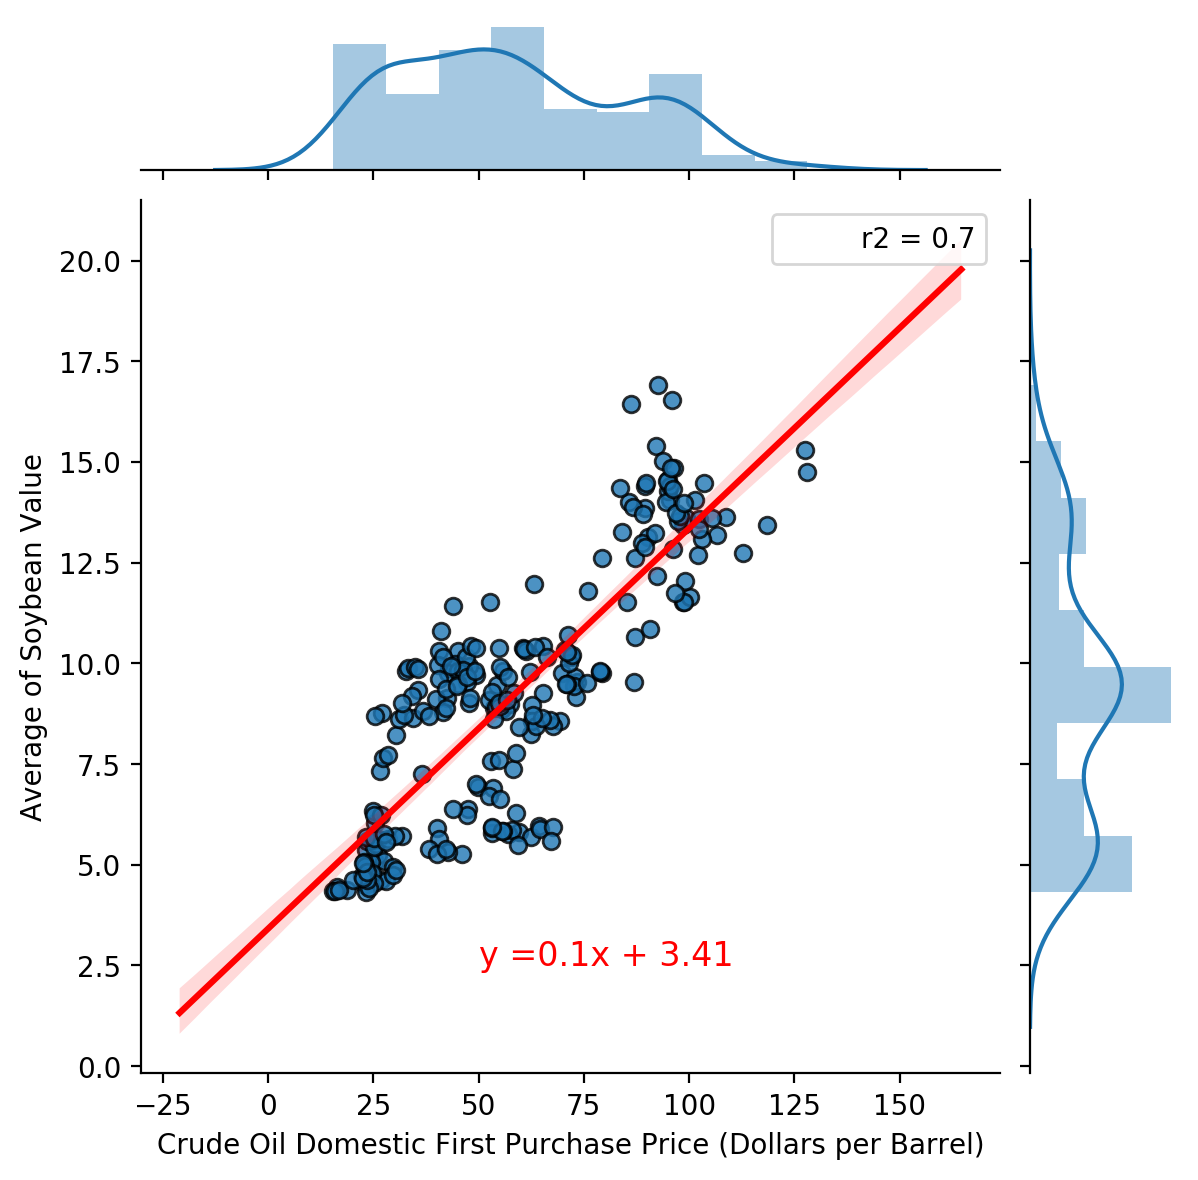 r2 = 0.7
20.0
17.5
15.0
12.5
10.0
7.5
5.0
2.5
0.0
Average of Soybean Value
y =0.1x + 3.41
−25 0 25 50 75 100 125 150
Crude Oil Domestic First Purchase Price (Dollars per Barrel)